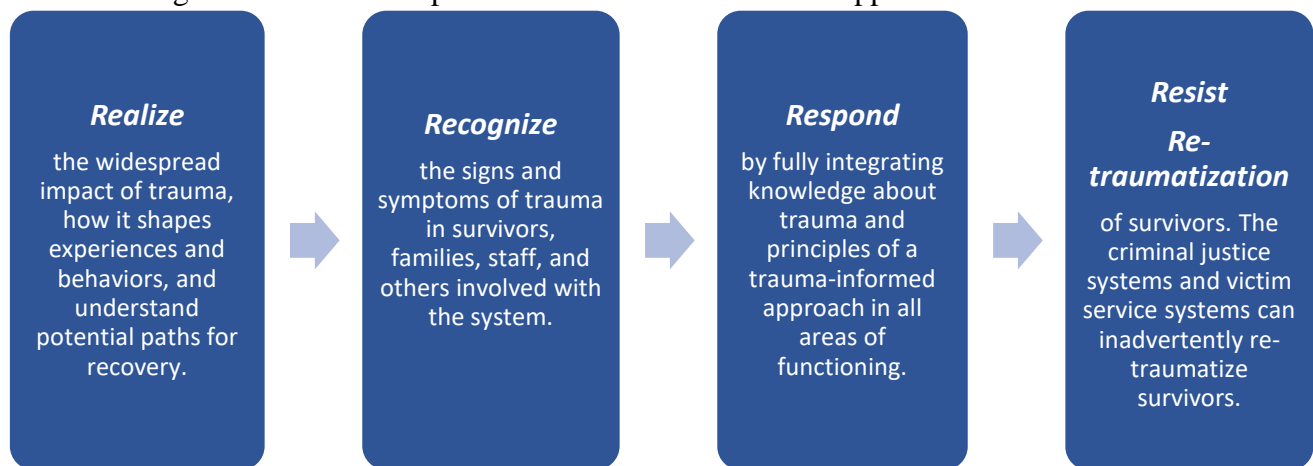 Realize
the widespread
impact of trauma,
how it shapes
experiences and
behaviors, and
understand
potential paths for
recovery.
Recognize
the signs and
symptoms of trauma
in survivors,
families, staff, and
others involved with
the system.
Respond
by fully integrating
knowledge about
trauma and
principles of a
trauma-informed
approach in all
areas of
functioning.
Resist
Re-
traumatization
of survivors. The
criminal justice
systems and victim
service systems can
inadvertently re-
traumatize
survivors.